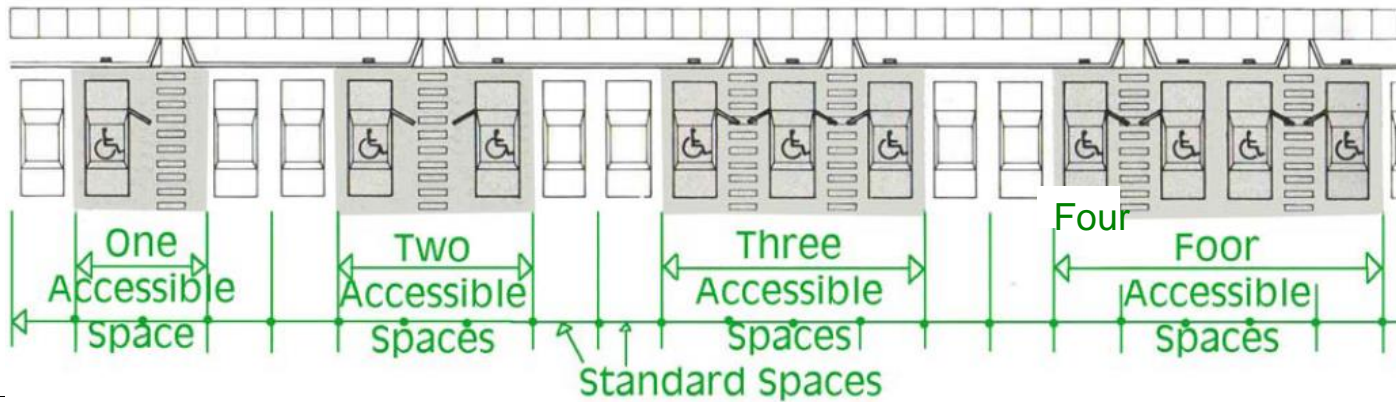 One
Accessible
Space
Two
Accessible
Spaces
Three
Accessible
Spaces
Four
Foor
Accessible
Spaces
Standard Spaces